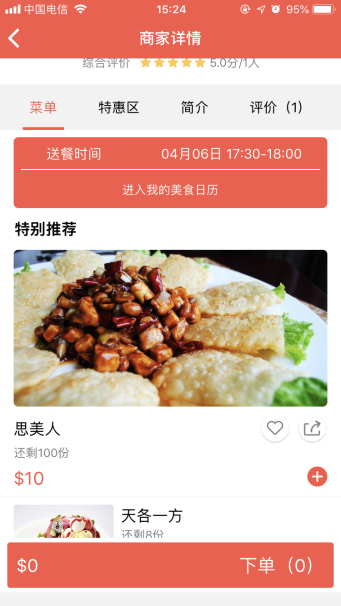 中国电信 15:24 95%
商家详情
综合评价 5.0分/1人
菜单 特惠区 简介 评价（1）
送餐时间 04月06日 17:30-18:00
进入我的美食日历
特别推荐
思美人
还剩100份
$10
天各一方
还剩8份
$0 下单（0）